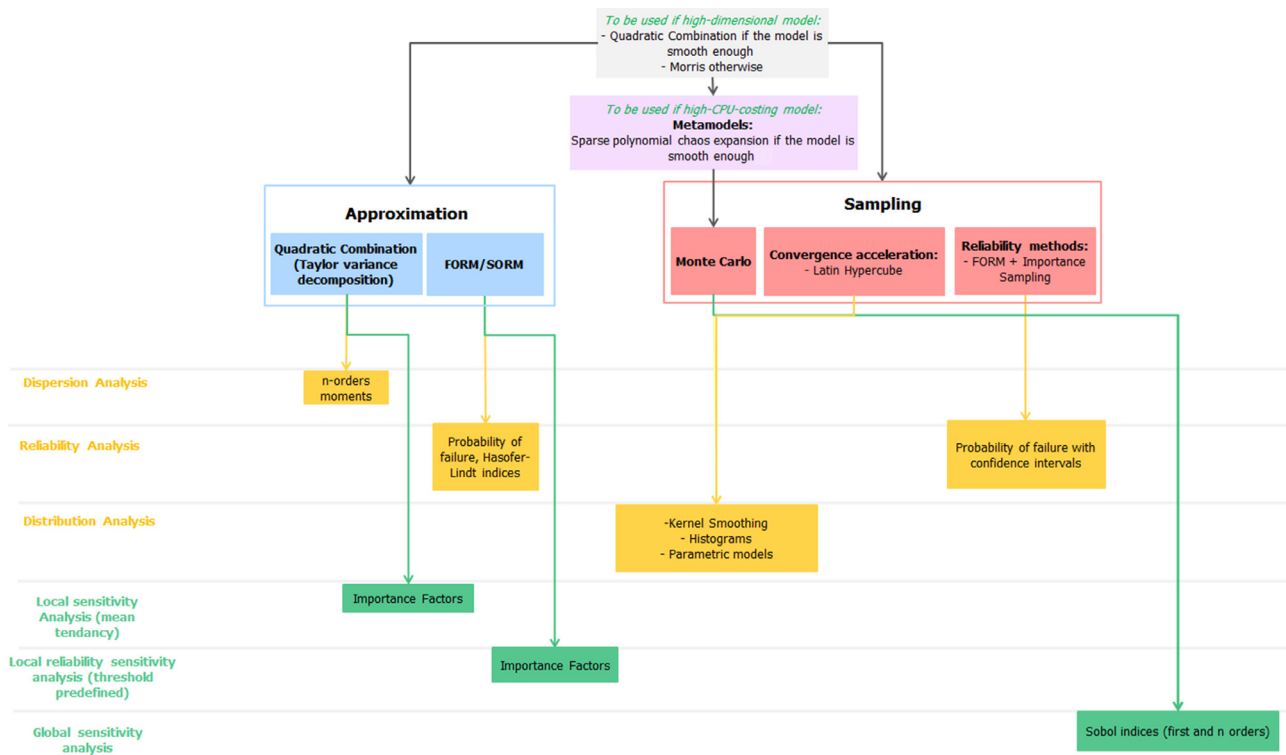 To be used if high-dimensional model:
- Quadratic Combination if the model is
smooth enough
- Morris otherwise
To be used if high-CPU-costing model:
Metamodels:
Sparse polynomial chaos expansion if the model is
smooth enough
Approximation
Quadratic Combination
(Taylor variance
decomposition)
FORM/SORM
Sampling
Monte Carlo
Convergence acceleration:
- Latin Hypercube
Reliability methods:
- FORM + Importance
Sampling
Dispersion Analysis
n-orders
moments
Reliability Analysis
Probability of
failure, Hasofer-
Lindt indices
Probability of failure with
confidence intervals
Distribution Analysis
-Kernel Smoothing
- Histograms
- Parametric models
Local sensitivity
Analysis (mean
tendancy)
Importance Factors
Local reliability sensitivity
analysis (threshold
predefined)
Importance Factors
Global sensitivity
analysis
Sobol indices (first and n orders)